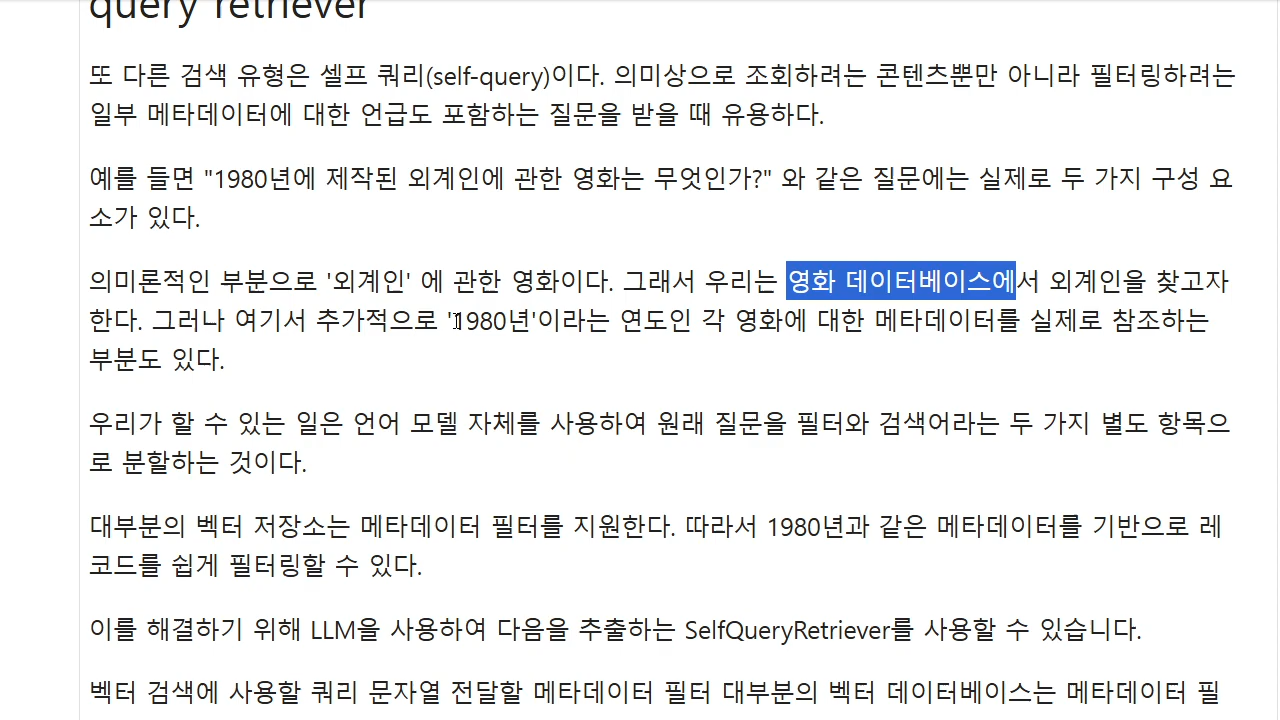 query retriever
또 다른 검색 유형은 셀프 쿼리(self-query)이다. 의미상으로 조회하려는 콘텐츠뿐만 아니라 필터링하려는
일부 메타데이터에 대한 언급도 포함하는 질문을 받을 때 유용하다.
예를 들면 "1980년에 제작된 외계인에 관한 영화는 무엇인가?" 와 같은 질문에는 실제로 두 가지 구성 요
소가 있다.
의미론적인 부분으로 '외계인' 에 관한 영화이다. 그래서 우리는 영화 데이터베이스에서 외계인을 찾고자
한다. 그러나 여기서 추가적으로 '1980년'이라는 연도인 각 영화에 대한 메타데이터를 실제로 참조하는
부분도 있다.
우리가 할 수 있는 일은 언어 모델 자체를 사용하여 원래 질문을 필터와 검색어라는 두 가지 별도 항목으
로 분할하는 것이다.
대부분의 벡터 저장소는 메타데이터 필터를 지원한다. 따라서 1980년과 같은 메타데이터를 기반으로 레
코드를 쉽게 필터링할 수 있다.
이를 해결하기 위해 LLM을 사용하여 다음을 추출하는 SelfQueryRetriever를 사용할 수 있습니다.
벡터 검색에 사용할 쿼리 문자열 전달할 메타데이터 필터 대부분의 벡터 데이터베이스는 메타데이터 필